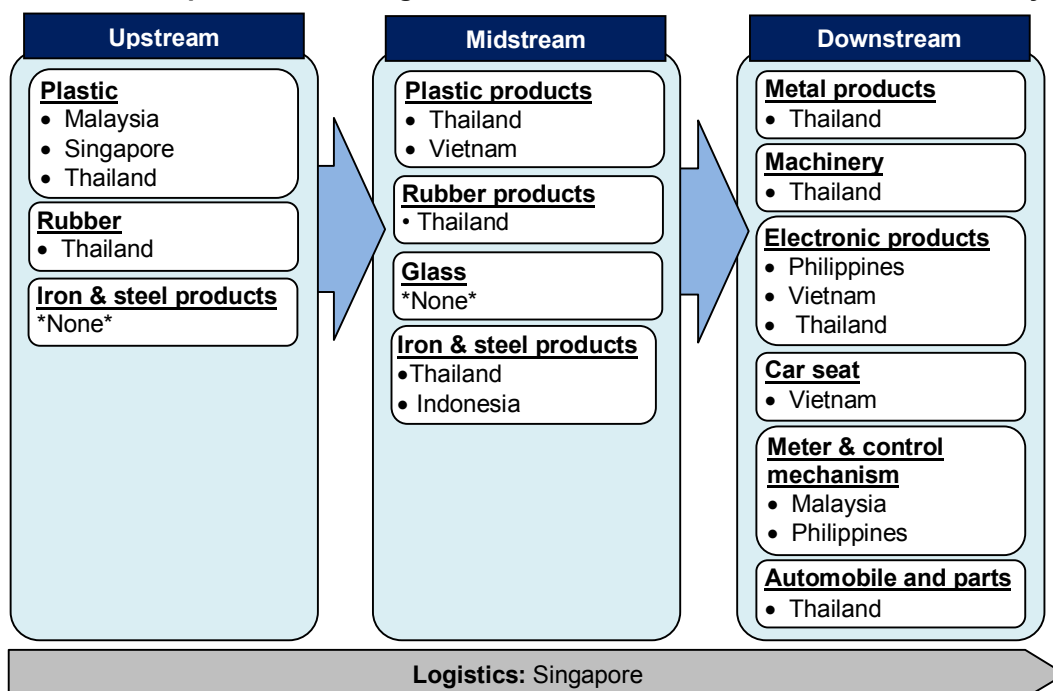 Upstream
Plastic
• Malaysia
• Singapore
• Thailand
Rubber
• Thailand
Iron & steel products
*None*
Midstream
Plastic products
• Thailand
• Vietnam
Rubber products
• Thailand
Glass
*None*
Iron & steel products
•Thailand
• Indonesia
Downstream
Metal products
• Thailand
Machinery
• Thailand
Electronic products
• Philippines
• Vietnam
• Thailand
Car seat
• Vietnam
Meter & control
mechanism
• Malaysia
• Philippines
Automobile and parts
• Thailand
Logistics: Singapore